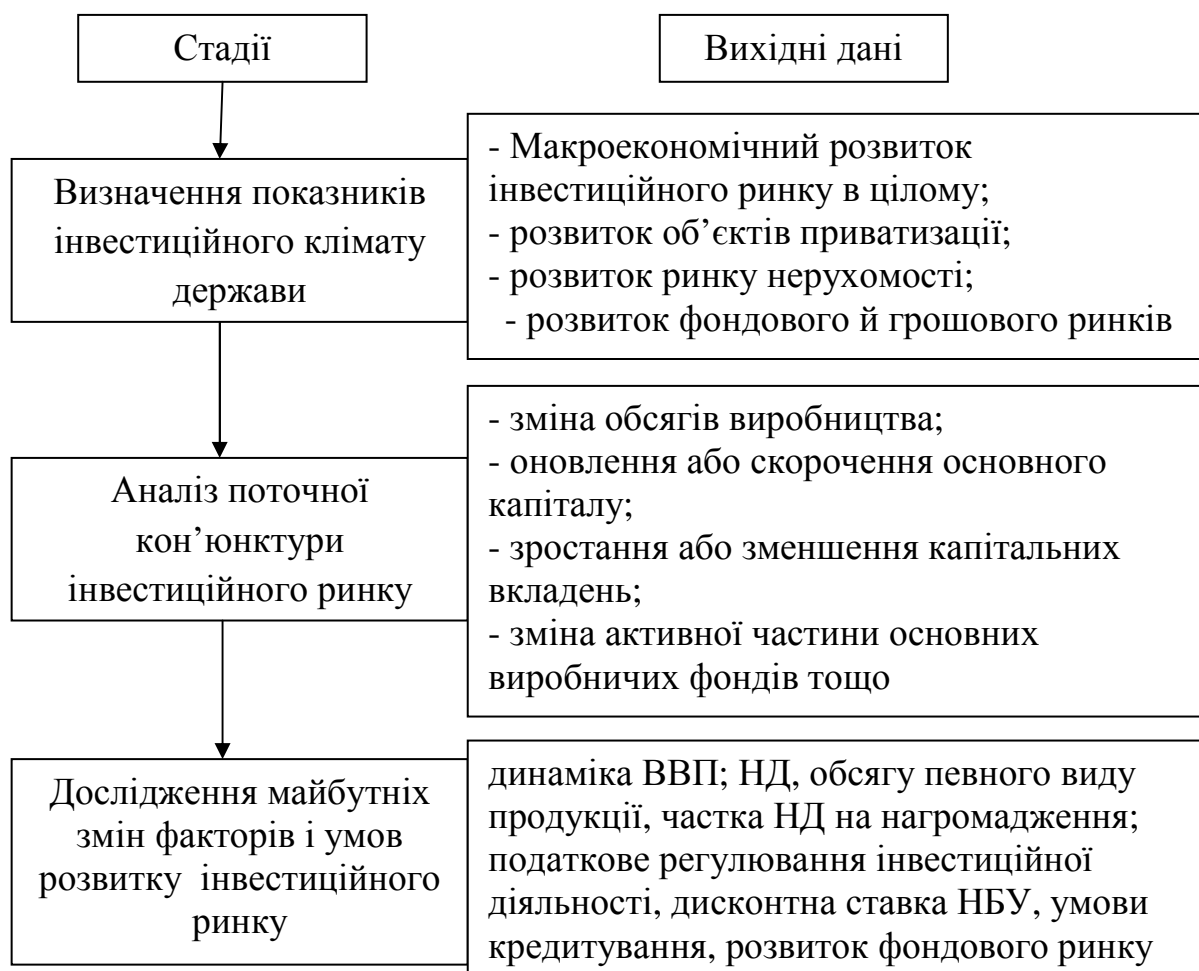 Стадії
Вихідні дані
Визначення показників
інвестиційного клімату
держави
- Макроекономічний розвиток
інвестиційного ринку в цілому;
- розвиток об’єктів приватизації;
- розвиток ринку нерухомості;
- розвиток фондового й грошового ринків
Аналіз поточної
кон’юнктури
інвестиційного ринку
- зміна обсягів виробництва;
- оновлення або скорочення основного
капіталу;
- зростання або зменшення капітальних
вкладень;
- зміна активної частини основних
виробничих фондів тощо
Дослідження майбутніх
змін факторів і умов
розвитку інвестиційного
ринку
динаміка ВВП; НД, обсягу певного виду
продукції, частка НД на нагромадження;
податкове регулювання інвестиційної
діяльності, дисконтна ставка НБУ, умови
кредитування, розвиток фондового ринку